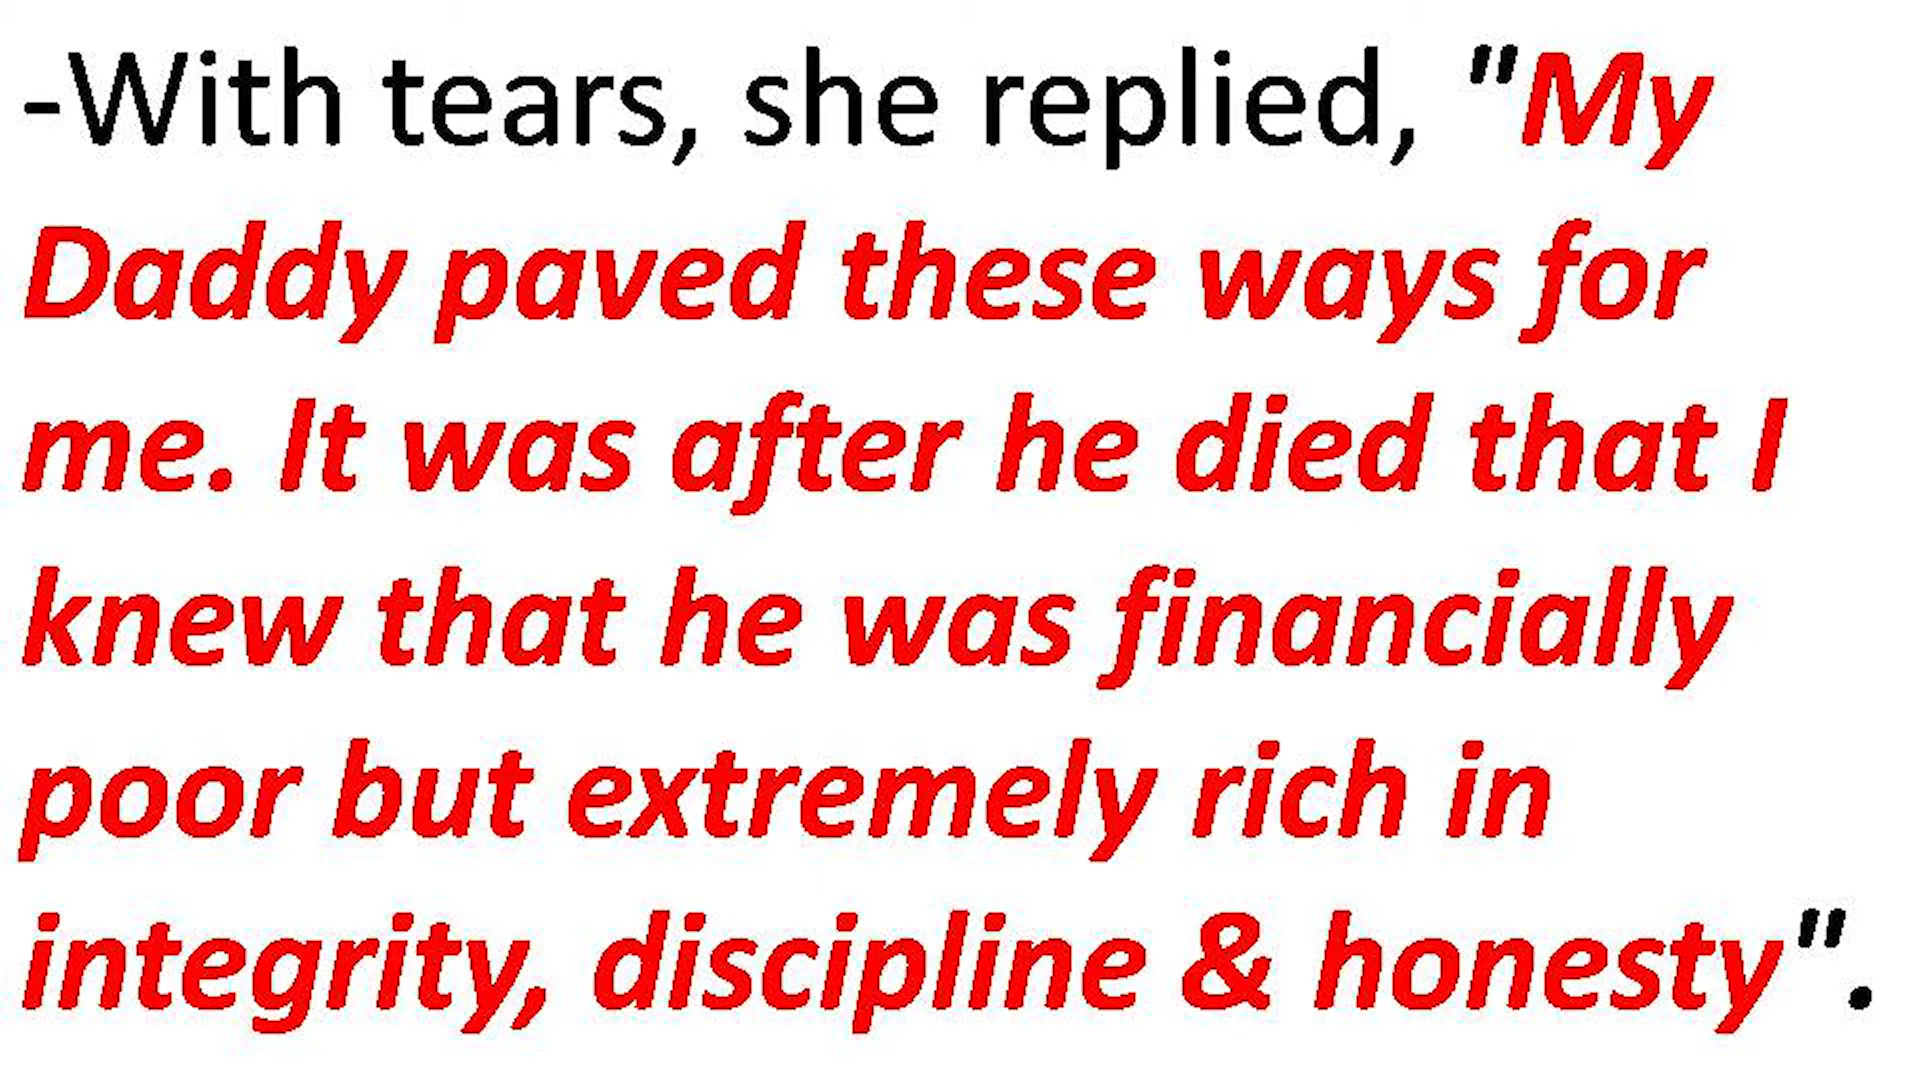 -With tears, she replied, "My
Daddy paved these ways for
me. It was after he died that I
knew that he was financially
poor but extremely rich in
integrity, discipline & honesty".